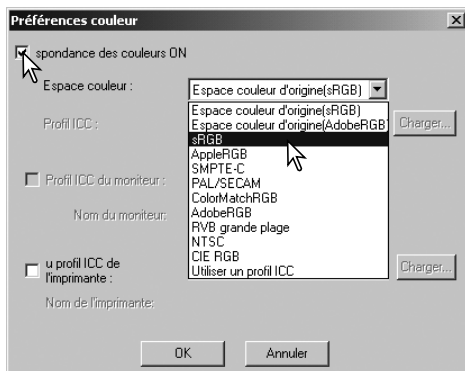 Préférences couleur
spondance des couleurs ON
Espace couleur :
Espace couleur d'origine(sRGB)
Espace couleur d'origine(sRGB)
Espace couleur d'origine(AdobeRGB)
Profil ICC :
Charger...
sRGB
AppleRGB
SMPTE-C
Profil ICC du moniteur :
PAL/SECAM
ColorMatchRGB
Nom du moniteur:
AdobeRGB
RVB grande plage
NTSC
CIE RGB
u profil ICC de
l'imprimante :
Utiliser un profil ICC
Charger...
Nom de l'imprimante:
OK
Annuler